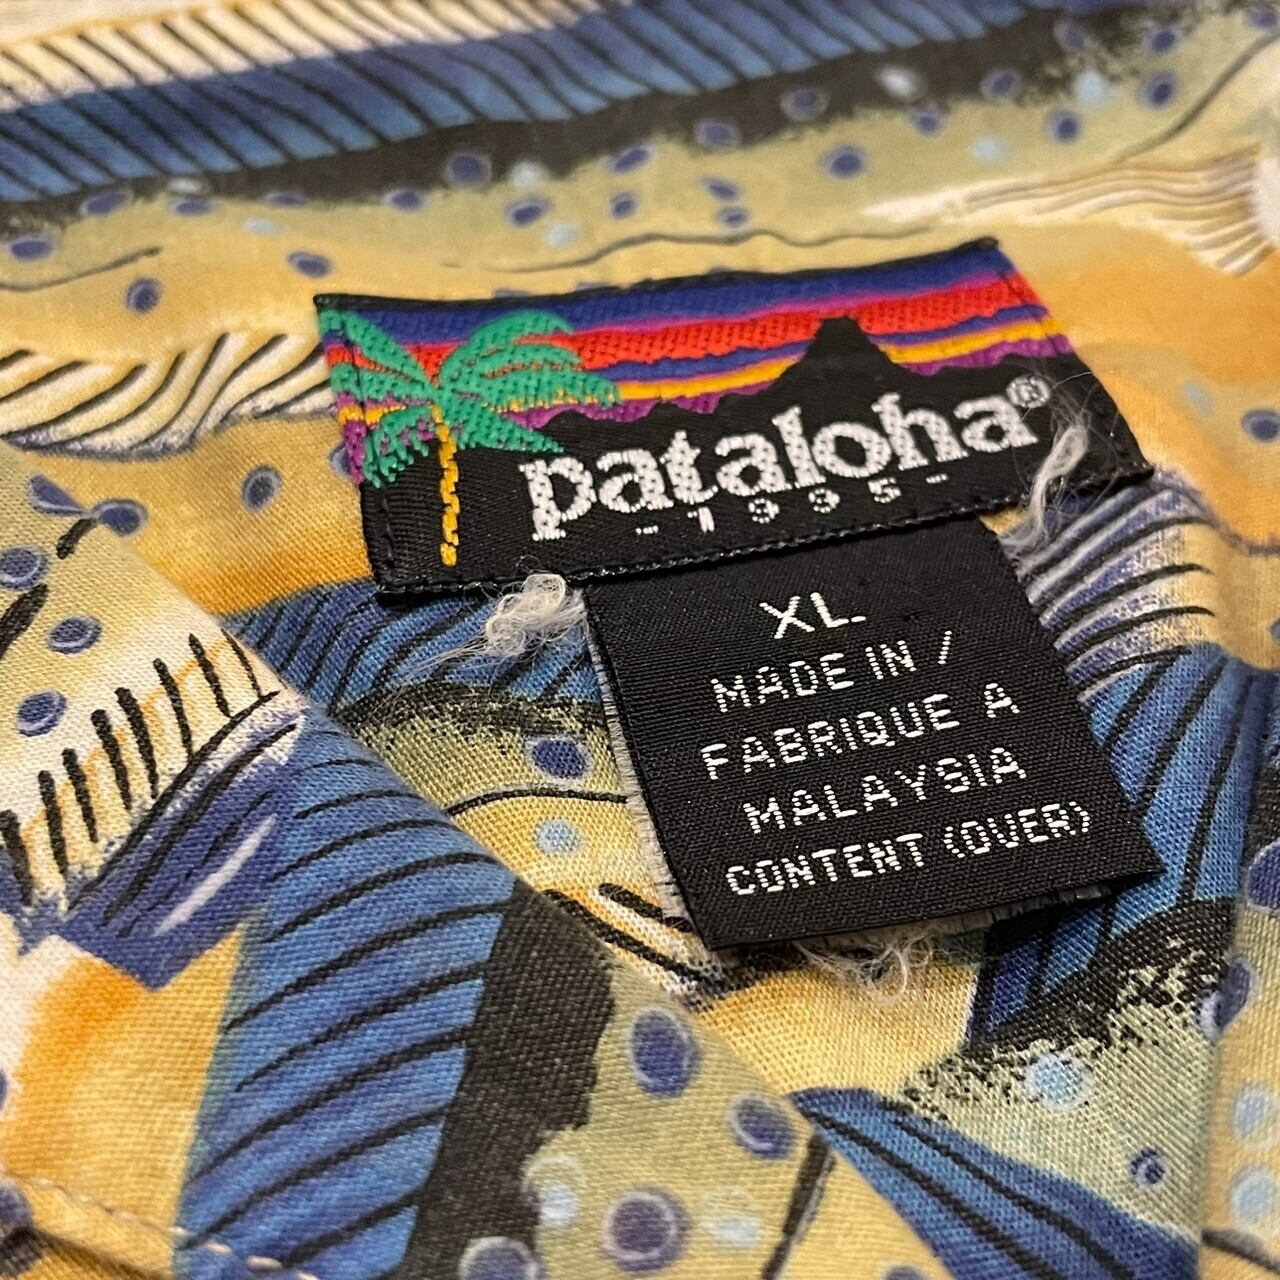 pataloha®
-1995-
XL
MADE IN /
FABRIQUE A
MALAYSIA
CONTENT (OVER)